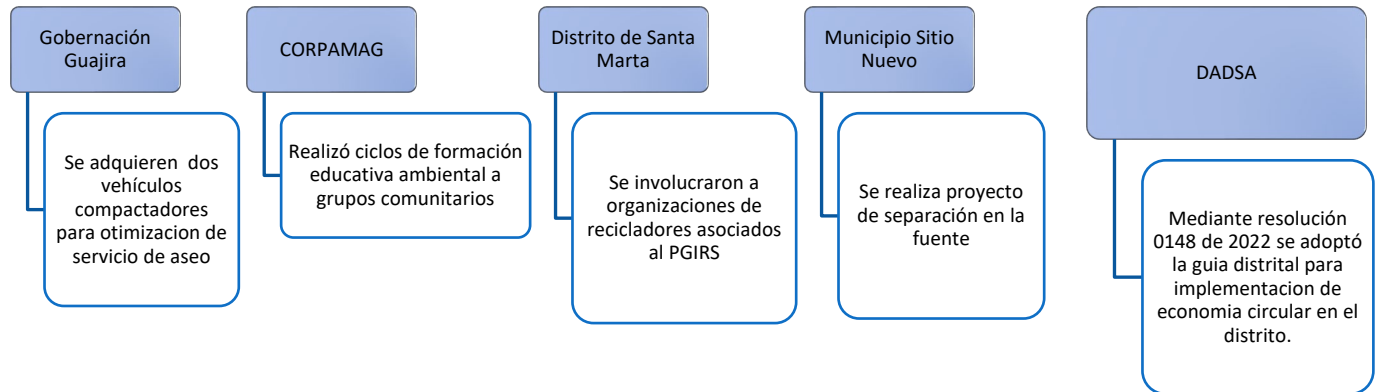 Gobernación
Guajira
Se adquieren dos
vehículos
compactadores
para otimizacion de
servicio de aseo
CORPAMAG
Realizó ciclos de formación
educativa ambiental a
grupos comunitarios
Distrito de Santa
Marta
Se involucraron a
organizaciones de
recicladores asociados
al PGIRS
Municipio Sitio
Nuevo
Se realiza proyecto
de separación en la
fuente
DADSA
Mediante resolución
0148 de 2022 se adoptó
la guia distrital para
implementacion de
economia circular en el
distrito.